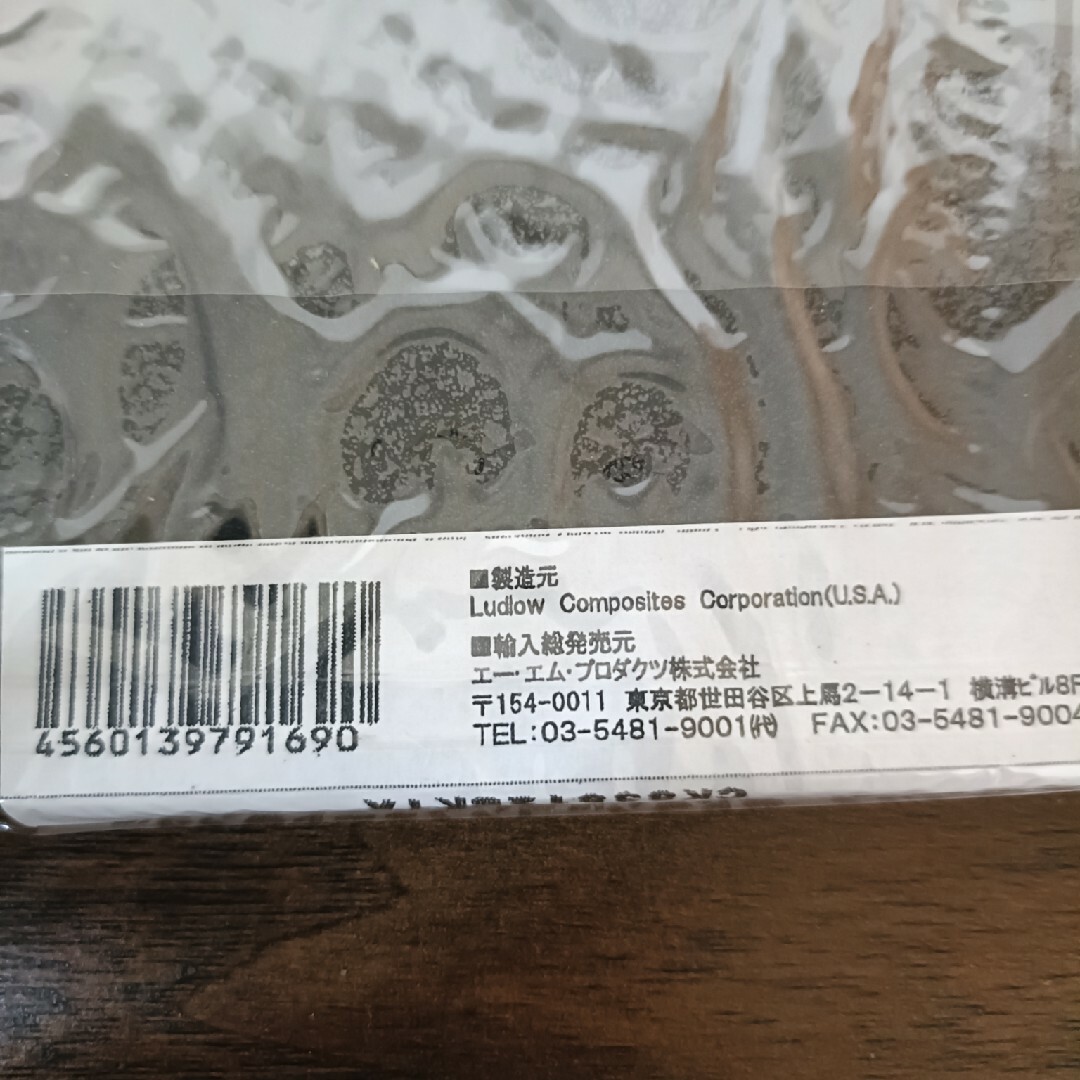 ■製造元
Ludlow Composites Corporation(U.S.A.)
■輸入総発売元
エー・エム・プロダクツ株式会社
〒154-0011 東京都世田谷区上馬2-14-1 横溝ビル8F
TEL:03-5481-9001㈹ FAX:03-5481-9004
4560139791690